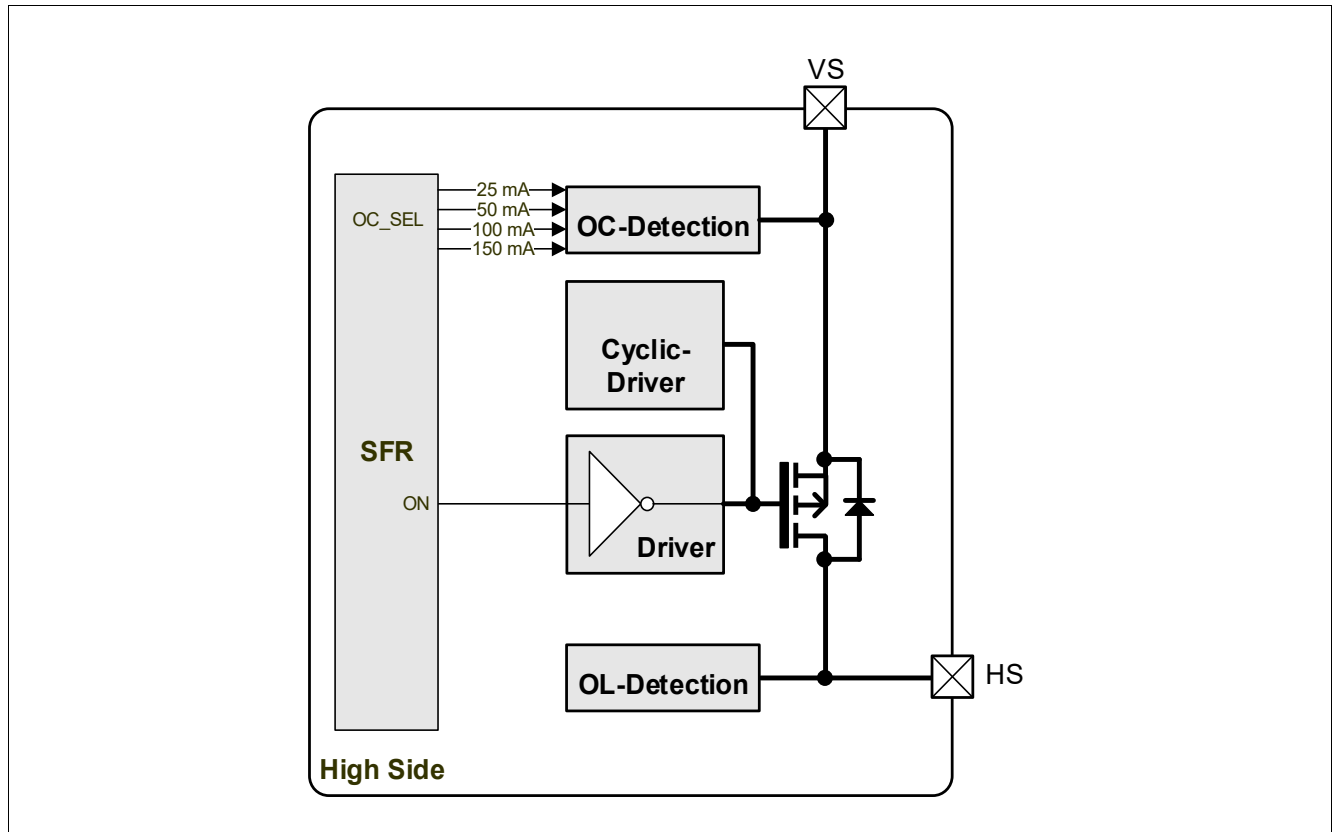 VS
25 mA
50 mA
100 mA
150 mA
OC_SEL
OC-Detection
Cyclic-
Driver
SFR
ON
Driver
OL-Detection
HS
High Side